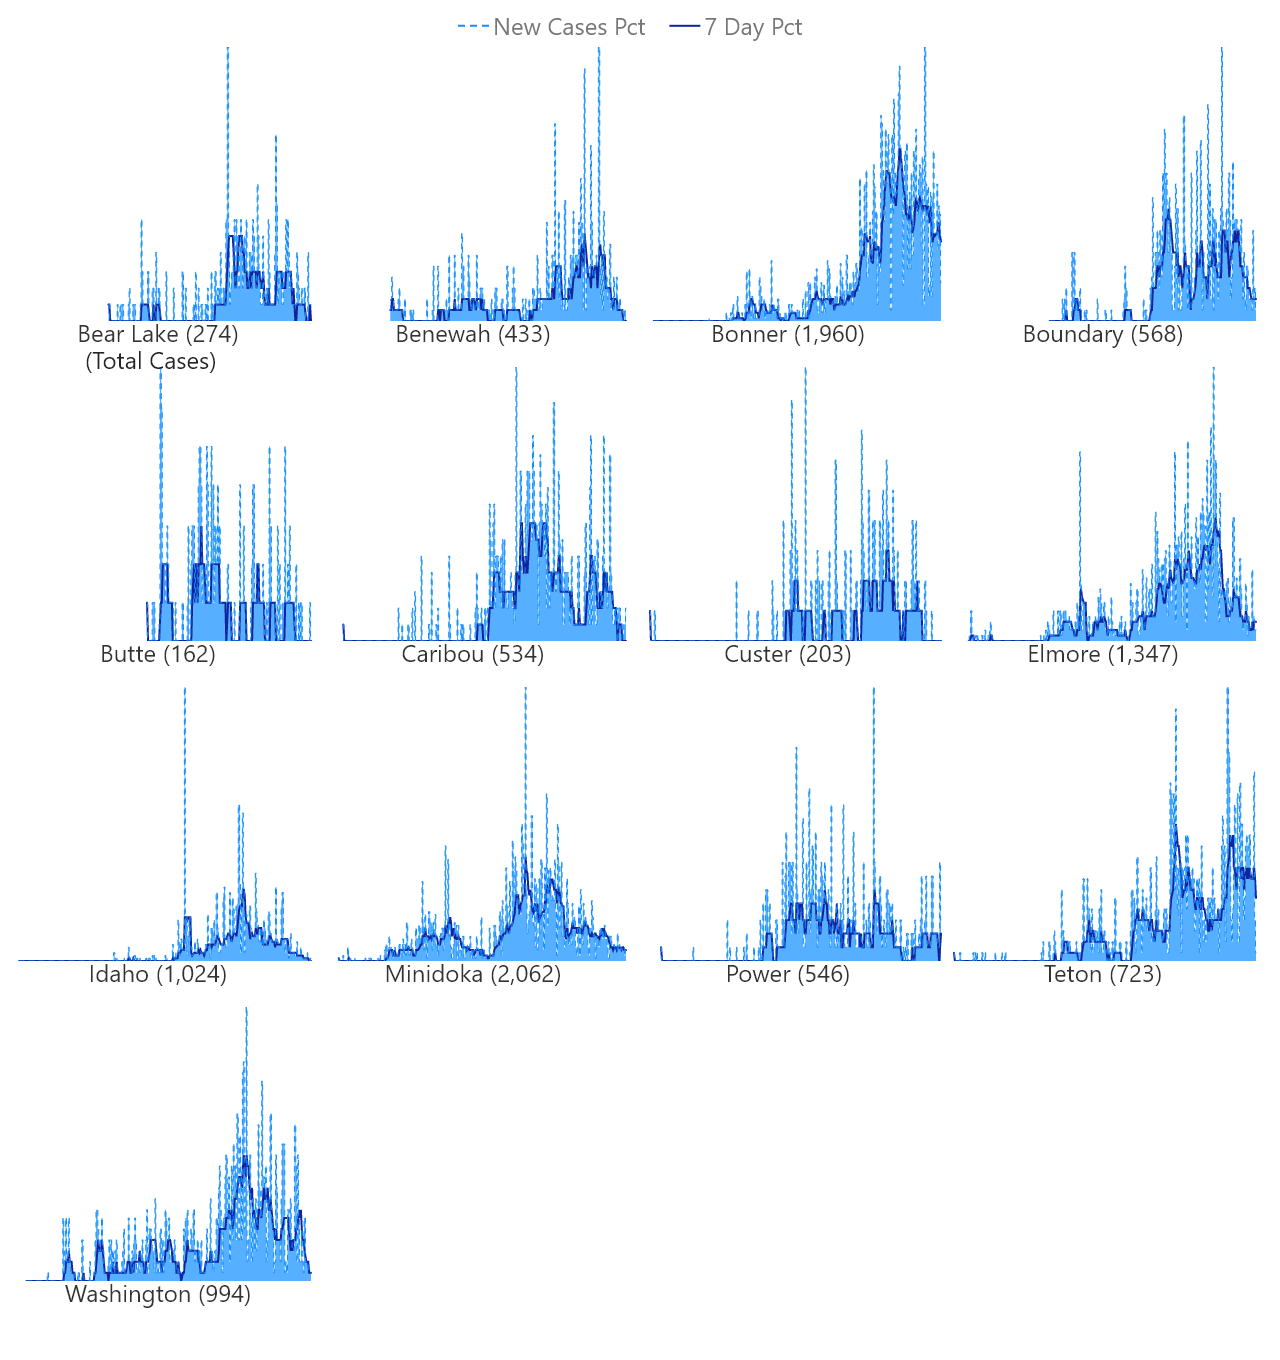 New Cases Pct 7 Day Pct
Bear Lake (274) Benewah (433) Bonner (1,960) Boundary (568)
(Total Cases)
Butte (162) Caribou (534) Custer (203) Elmore (1,347)
Idaho (1,024) Minidoka (2,062) Power (546) Teton (723)
Washington (994)